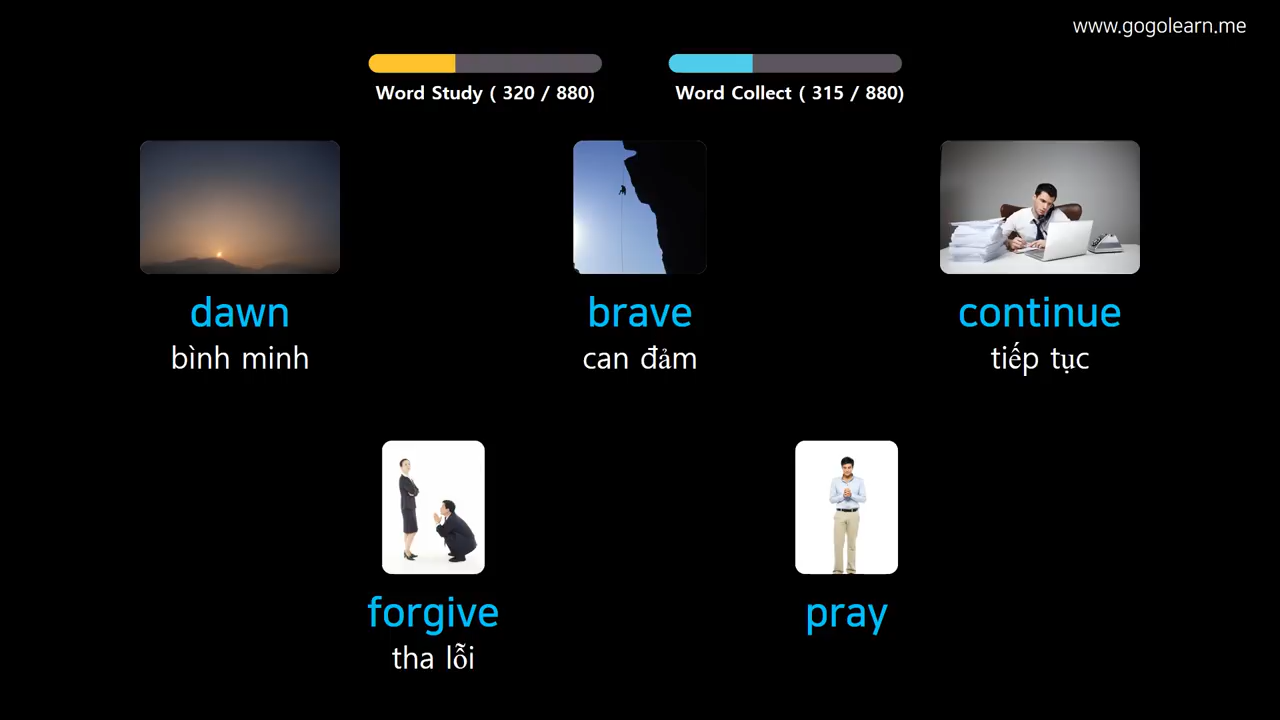 www.gogolearn.me
Word Study ( 320 / 880)
Word Collect ( 315 / 880)
dawn
bình minh
brave
can đảm
continue
tiếp tục
forgive
tha lỗi
pray